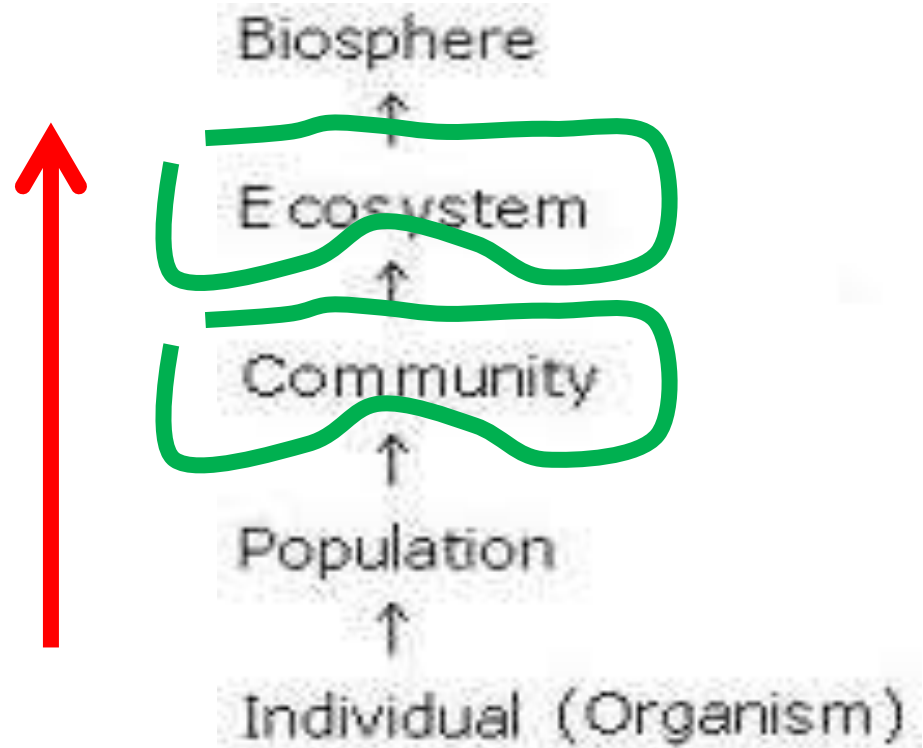 Biosphere
↑
Ecosystem
↑
Community
↑
Population
↑
Individual (Organism)